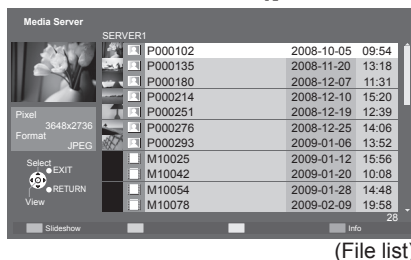 Media Server
SERVER1
P000102 2008-10-05 09:54
P000135 2008-11-20 13:18
P000180 2008-12-07 11:31
P000214 2008-12-10 15:20
P000251 2008-12-19 12:39
P000276 2008-12-25 14:06
P000293 2009-01-06 13:52
M10025 2009-01-12 15:56
M10042 2009-01-20 10:08
M10054 2009-01-28 14:48
M10078 2009-02-09 19:58
28
Pixel
3648x2736
Format
JPEG
Select
EXIT
RETURN
View
Slideshow
Info
(File list)